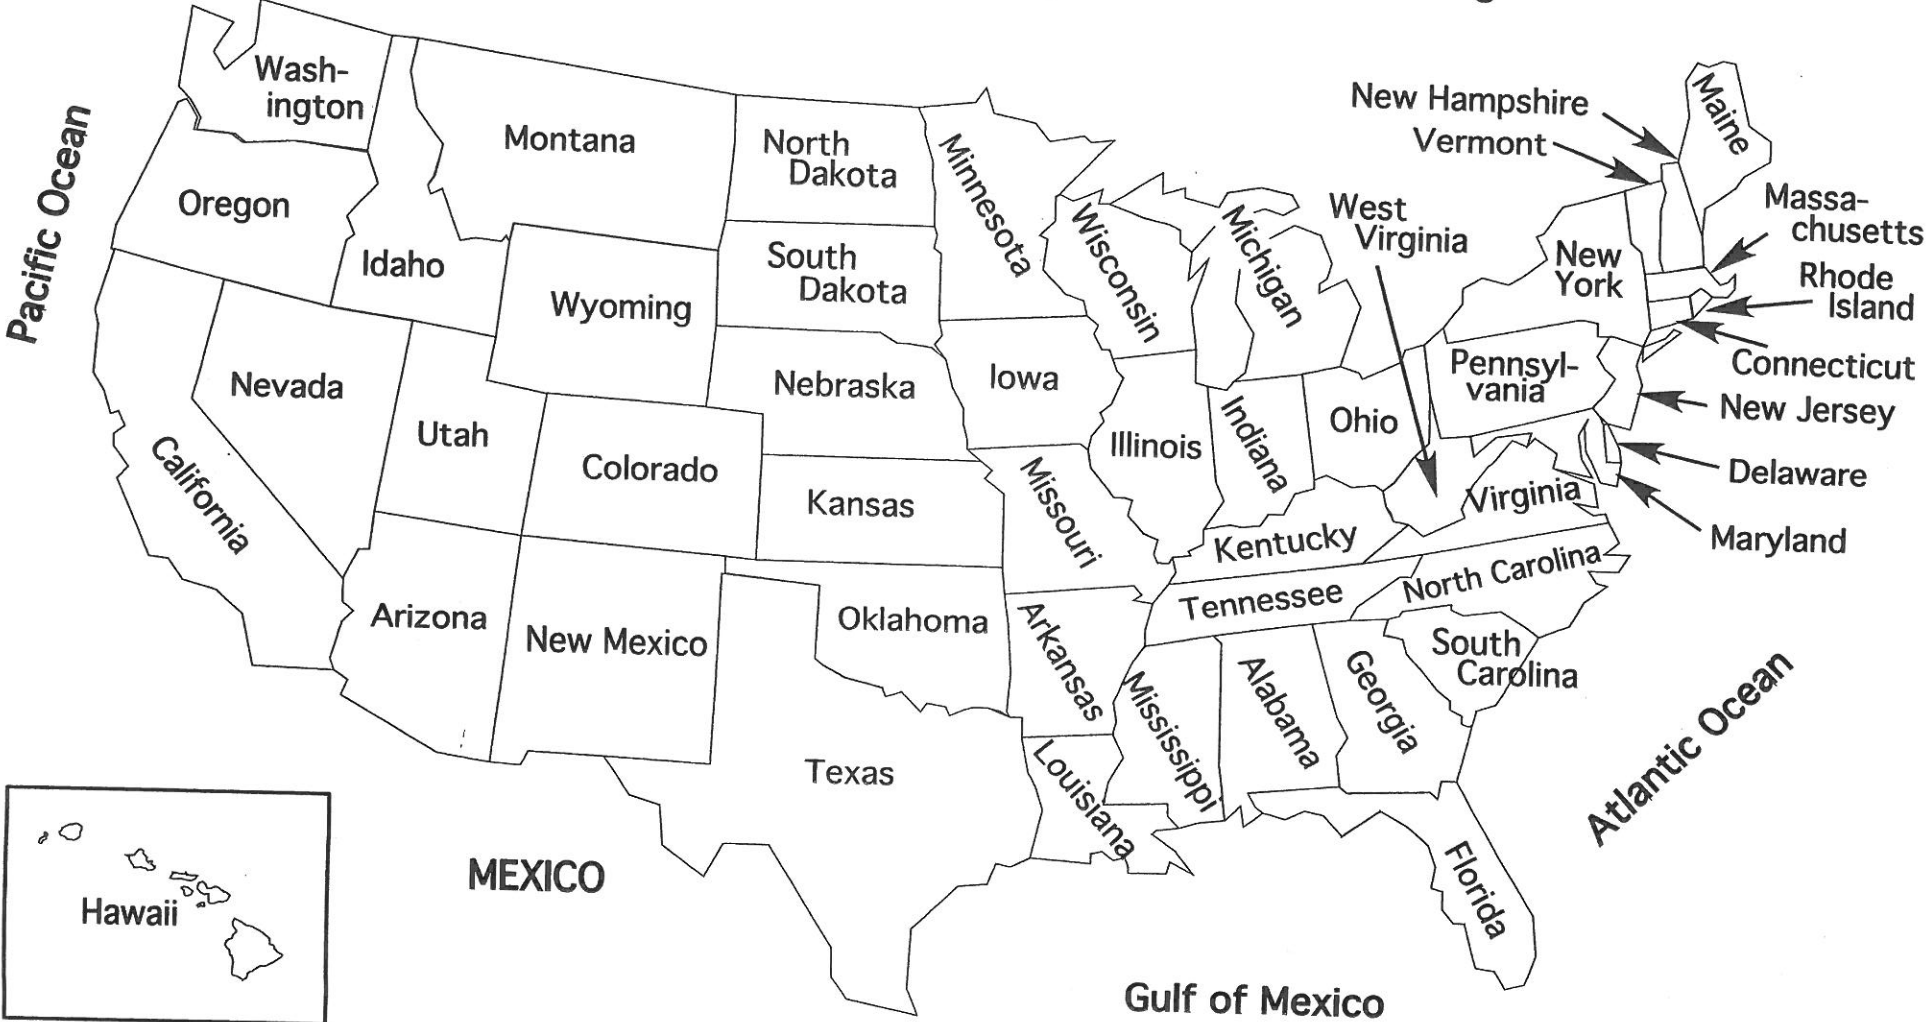 Wash-
ington
Montana
North
Dakota
Minnesota
Oregon
Idaho
Wyoming
South
Dakota
Wisconsin
Michigan
New Hampshire
Vermont
Maine
West
Virginia
Massa-
chusetts
New
York
Rhode
Island
Connecticut
New Jersey
Delaware
Maryland
Pacific Ocean
Nevada
Utah
California
Colorado
Nebraska
Iowa
Illinois
Indiana
Ohio
Pennsyl-
vania
Kansas
Missouri
Kentucky
Virginia
Arizona
New Mexico
Oklahoma
Arkansas
Tennessee
North Carolina
South
Carolina
Texas
Louisiana
Mississippi
Alabama
Georgia
Florida
Atlantic Ocean
Hawaii
MEXICO
Gulf of Mexico